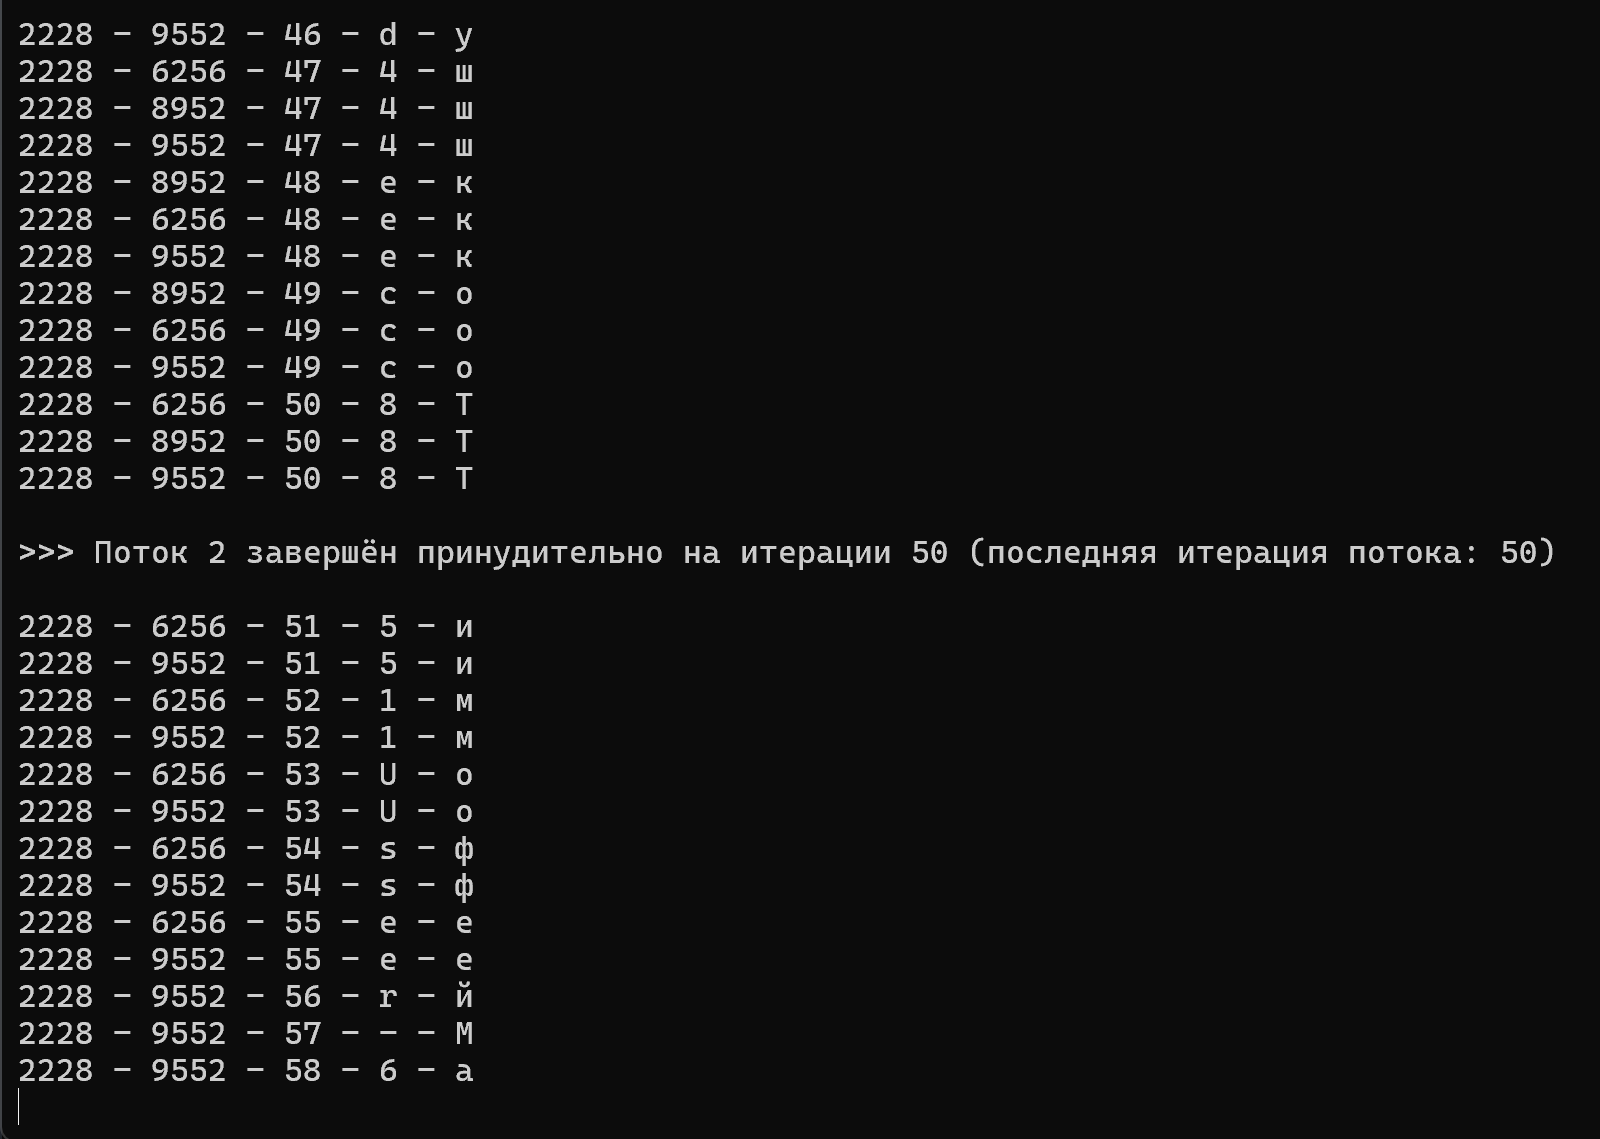 2228 - 9552 - 46 - d - у
2228 - 6256 - 47 - 4 - ш
2228 - 8952 - 47 - 4 - ш
2228 - 9552 - 47 - 4 - ш
2228 - 8952 - 48 - e - к
2228 - 6256 - 48 - e - к
2228 - 9552 - 48 - e - к
2228 - 8952 - 49 - c - о
2228 - 6256 - 49 - c - о
2228 - 9552 - 49 - c - о
2228 - 6256 - 50 - 8 - Т
2228 - 8952 - 50 - 8 - Т
2228 - 9552 - 50 - 8 - Т
>>> Поток 2 завершён принудительно на итерации 50 (последняя итерация потока: 50)
2228 - 6256 - 51 - 5 - и
2228 - 9552 - 51 - 5 - и
2228 - 6256 - 52 - 1 - м
2228 - 9552 - 52 - 1 - м
2228 - 6256 - 53 - U - о
2228 - 9552 - 53 - U - о
2228 - 6256 - 54 - s - ф
2228 - 9552 - 54 - s - ф
2228 - 6256 - 55 - e - е
2228 - 9552 - 55 - e - е
2228 - 9552 - 56 - r - й
2228 - 9552 - 57 - - - М
2228 - 9552 - 58 - 6 - а